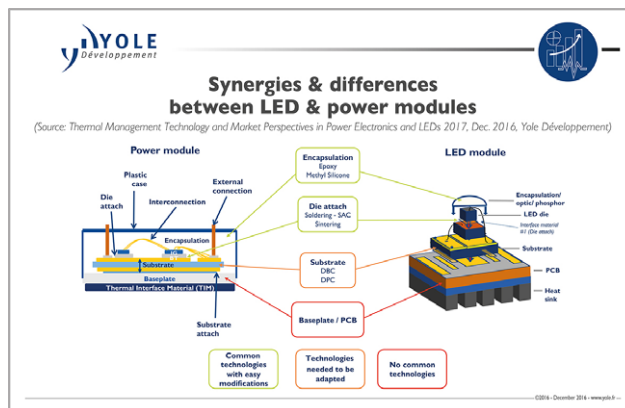 YOLE
Développement
Synergies & differences
between LED & power modules
(Source: Thermal Management Technology and Market Perspectives in Power Electronics and LEDs 2017, Dec. 2016, Yole Développement)
Power module
Plastic
case
Die
attach
Interconnection
External
connection
Encapsulation
Substrate
Baseplate
Thermal Interface Material (TIM)
Substrate
attach
Encapsulation
Epoxy
Methyl Silicone
Die attach
Soldering - SAC
Sintering
Substrate
DBC
DPC
Baseplate / PCB
LED module
Encapsulation/
optic/ phosphor
LED die
Interface material
#1 (Die attach)
Substrate
PCB
Heat
sink
Common
technologies
with easy
modifications
Technologies
needed to be
adapted
No common
technologies
©2016 - December 2016 - www.yole.fr